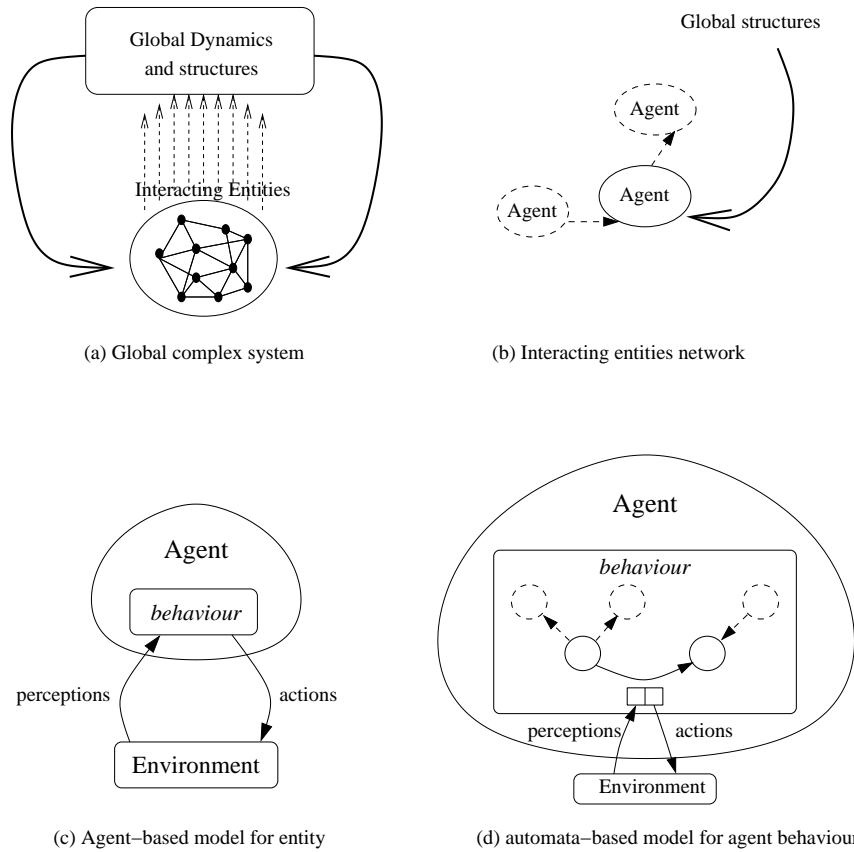 Global Dynamics
and structures
Interacting Entities
(a) Global complex system
Global structures
Agent
Agent
Agent
(b) Interacting entities network
Agent
behaviour
perceptions
actions
Environment
(c) Agent−based model for entity
Agent
behaviour
perceptions
actions
Environment
(d) automata−based model for agent behaviour